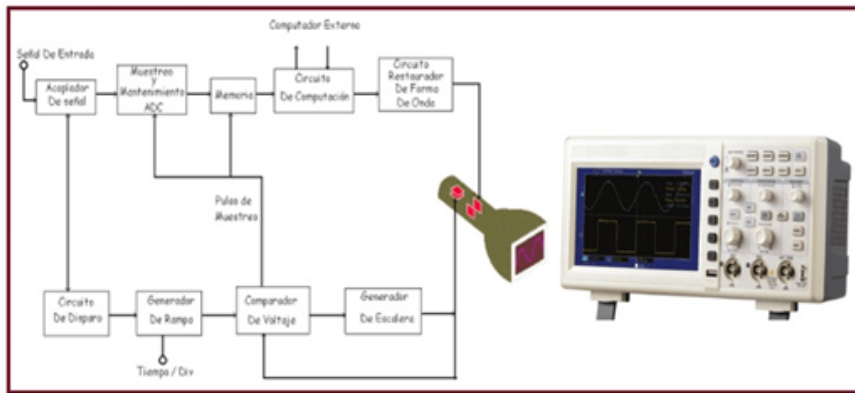 Computador Externo
Señal De Entrada
Acoplador
De señal
Muestreo
y
Mantenimiento
ADC
Memoria
Circuito
De Computación
Circuito
Restaurador
De Forma
De Onda
Pulos de
Muestreo
Circuito
De Disparo
Generador
De Rampa
Comparador
De Voltaje
Generador
De Escalera
Tiempo / Div